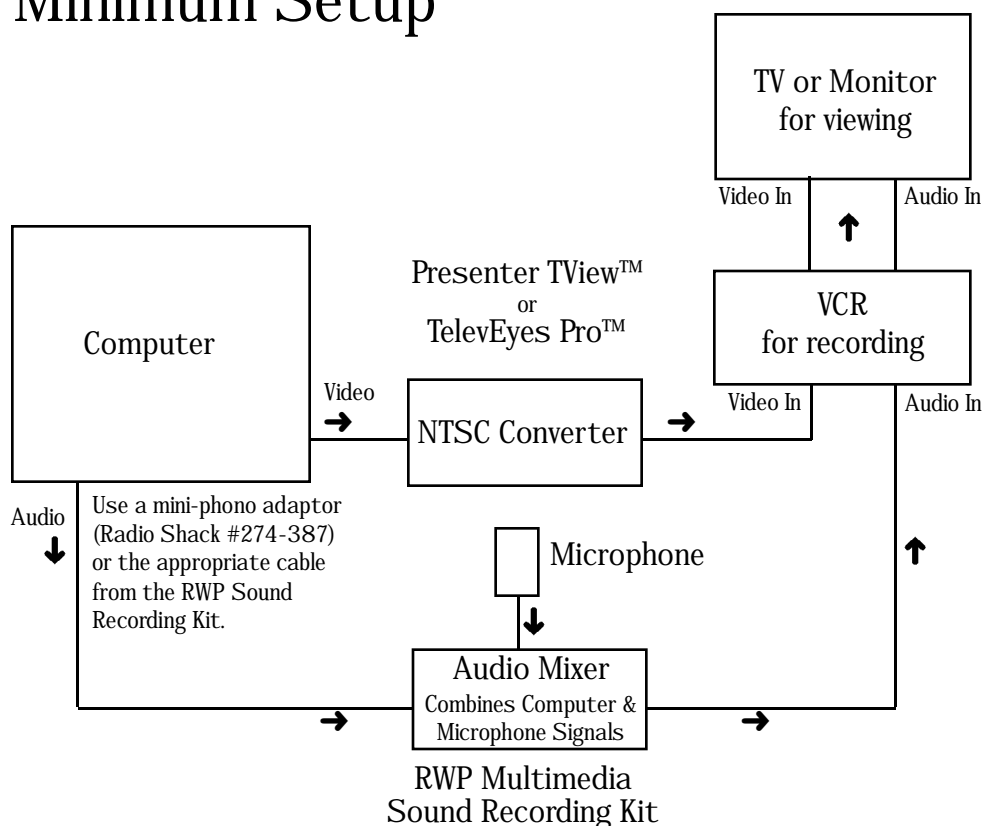 Minimum Setup
TV or Monitor
for viewing
Video In
Audio In
Computer
Presenter TView™
or
TelevEyes Pro™
VCR
for recording
Video
NTSC Converter
Video In
Audio In
Audio
Use a mini-phono adaptor
(Radio Shack #274-387)
or the appropriate cable
from the RWP Sound
Recording Kit.
Microphone
Audio Mixer
Combines Computer &
Microphone Signals
RWP Multimedia
Sound Recording Kit